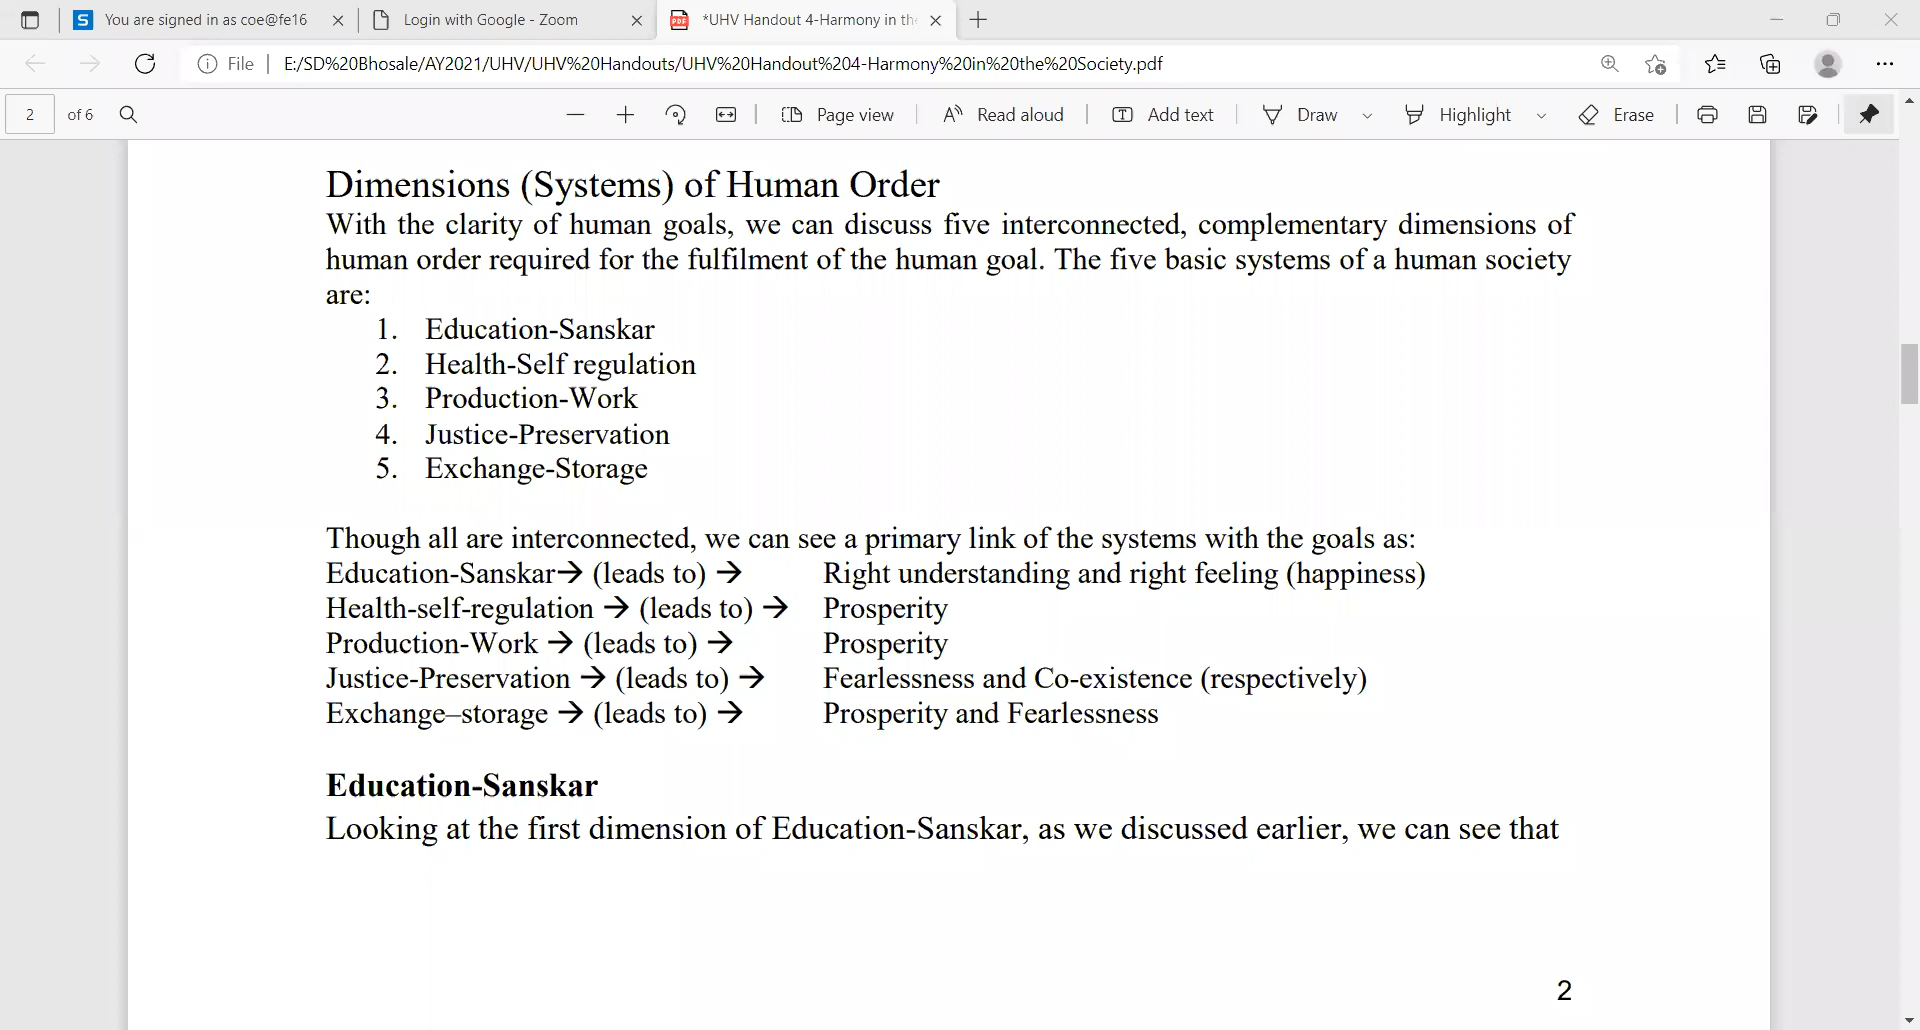 You are signed in as coe@fe16
Login with Google - Zoom
*UHV Handout 4-Harmony in the
File
E:/SD%20Bhosale/AY2021/UHV/UHV%20Handouts/UHV%20Handout%204-Harmony%20in%20the%20Society.pdf
2 of 6
Page view
Read aloud
Add text
Draw
Highlight
Erase
Dimensions (Systems) of Human Order
With the clarity of human goals, we can discuss five interconnected, complementary dimensions of
human order required for the fulfilment of the human goal. The five basic systems of a human society
are:
1. Education-Sanskar
2. Health-Self regulation
3. Production-Work
4. Justice-Preservation
5. Exchange-Storage
Though all are interconnected, we can see a primary link of the systems with the goals as:
Education-Sanskar→ (leads to) → Right understanding and right feeling (happiness)
Health-self-regulation → (leads to) → Prosperity
Production-Work → (leads to) → Prosperity
Justice-Preservation → (leads to) → Fearlessness and Co-existence (respectively)
Exchange–storage → (leads to) → Prosperity and Fearlessness
Education-Sanskar
Looking at the first dimension of Education-Sanskar, as we discussed earlier, we can see that
2